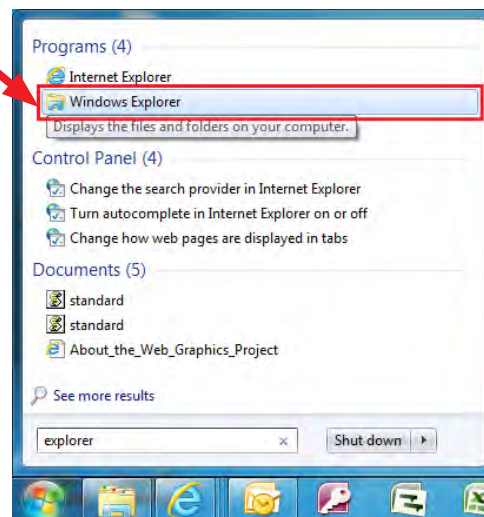 Programs (4)
Internet Explorer
Windows Explorer
Displays the files and folders on your computer.
Control Panel (4)
Change the search provider in Internet Explorer
Turn autocomplete in Internet Explorer on or off
Change how web pages are displayed in tabs
Documents (5)
standard
standard
About_the_Web_Graphics_Project
See more results
explorer
Shut down